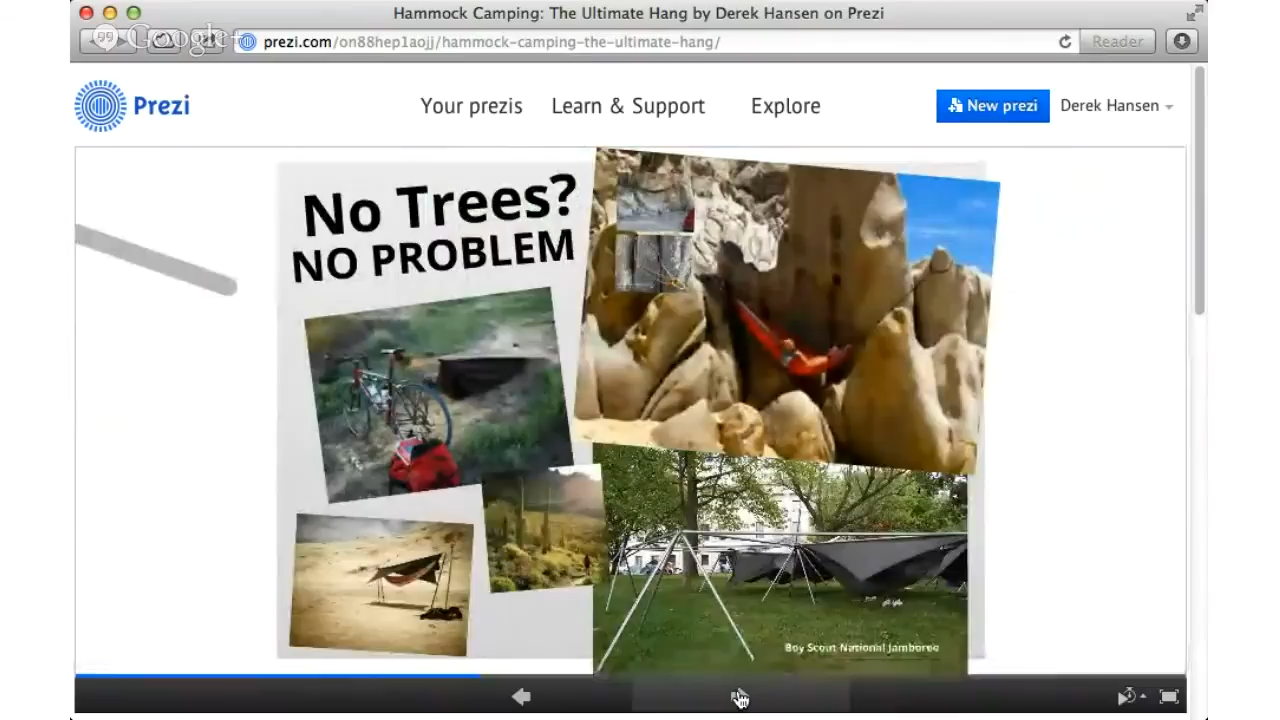 Hammock Camping: The Ultimate Hang by Derek Hansen on Prezi
Google+
prezi.com/on88hep1aojj/hammock-camping-the-ultimate-hang/
Reader
Prezi
Your prezis
Learn & Support
Explore
New prezi
Derek Hansen
No Trees?
NO PROBLEM
Boy Scout National Jamboree